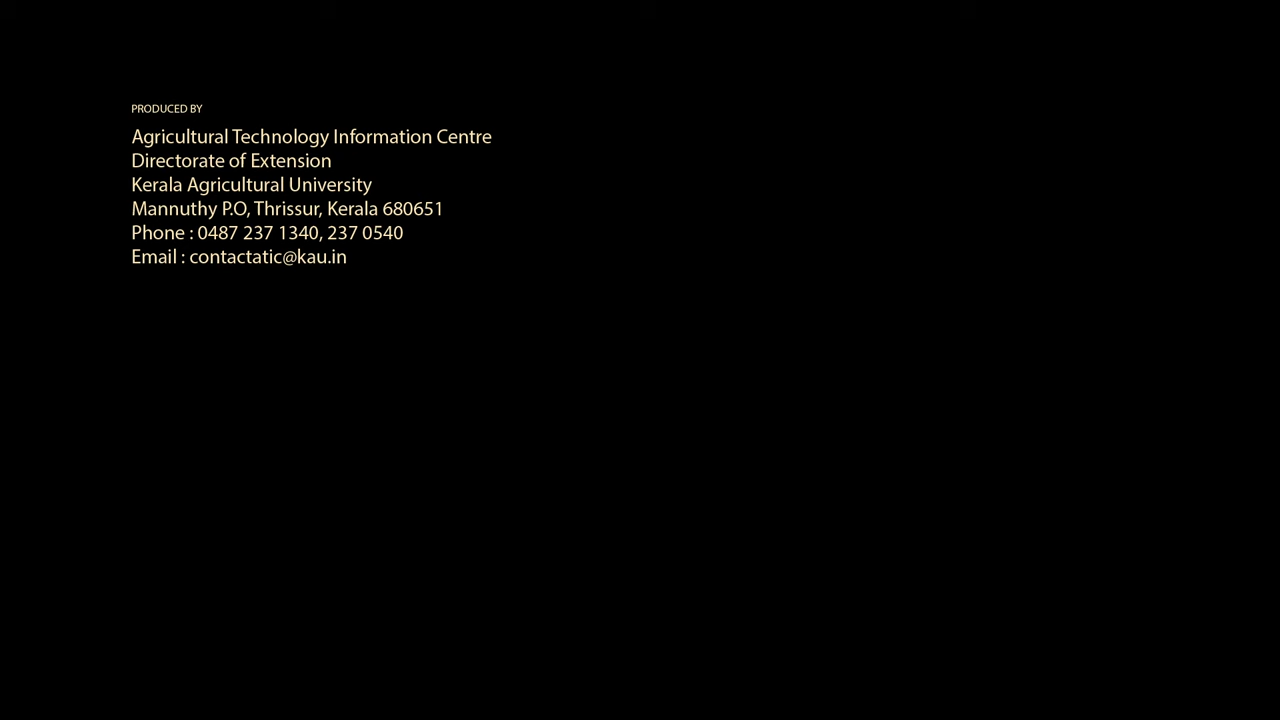 PRODUCED BY
Agricultural Technology Information Centre
Directorate of Extension
Kerala Agricultural University
Mannuthy P.O, Thrissur, Kerala 680651
Phone : 0487 237 1340, 237 0540
Email : contactatic@kau.in